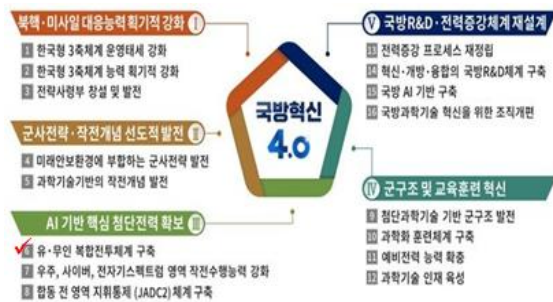 북핵·미사일 대응능력 획기적 강화 Ⅰ
1 한국형 3축체계 운영태세 강화
2 한국형 3축체계 능력 획기적 강화
3 전략사령부 창설 및 발전
군사전략·작전개념 선도적 발전 Ⅱ
4 미래안보환경에 부합하는 군사전략 발전
5 과학기술기반의 작전개념 발전
AI 기반 핵심 첨단전력 확보 Ⅲ
6 유·무인 복합전투체계 구축
7 우주, 사이버, 전자기스펙트럼 영역 작전수행능력 강화
8 합동 전 영역 지휘통제 (JADC2) 체계 구축
국방혁신
4.0
Ⅴ 국방R&D·전력증강체계 재설계
13 전력증강 프로세스 재정립
14 혁신·개방·융합의 국방R&D체계 구축
15 국방 AI 기반 구축
16 국방과학기술 혁신을 위한 조직개편
Ⅳ 군구조 및 교육훈련 혁신
9 첨단과학기술 기반 군구조 발전
10 과학화 훈련체계 구축
11 예비전력 능력 확충
12 과학기술 인재 육성